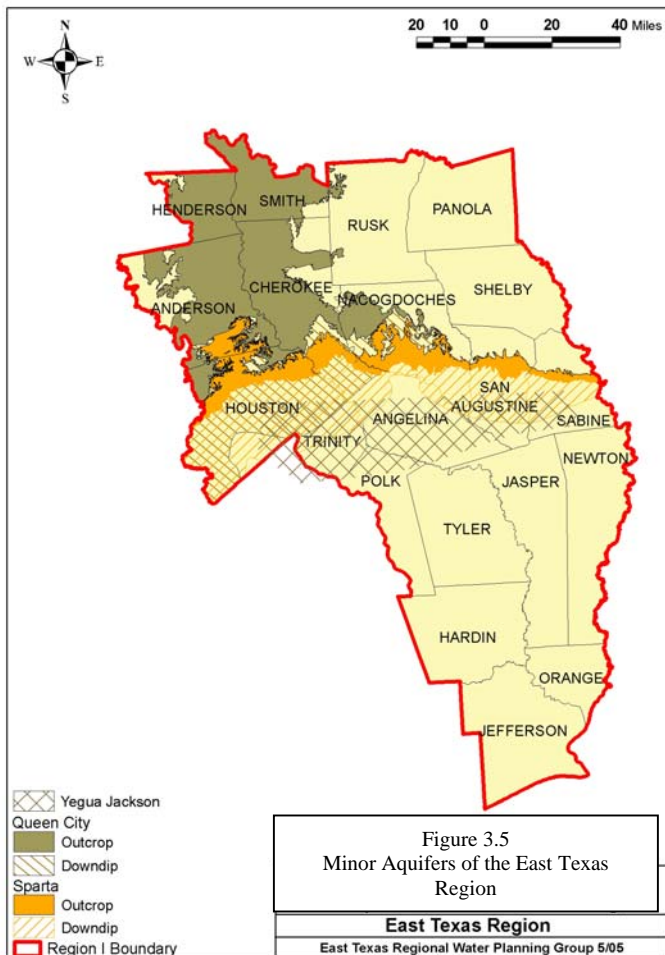 N
W E
S
20 10 0 20 40 Miles
HENDERSON
SMITH
RUSK
PANOLA
CHEROKEE
ANDERSON
NACOGDOCHES
SHELBY
HOUSTON
SAN
AUGUSTINE
ANGELINA
SABINE
TRINITY
NEWTON
POLK
JASPER
TYLER
HARDIN
ORANGE
JEFFERSON
Yegua Jackson
Queen City
Outcrop
Downdip
Sparta
Outcrop
Downdip
Region I Boundary
Figure 3.5
Minor Aquifers of the East Texas
Region
East Texas Region
East Texas Regional Water Planning Group 5/05